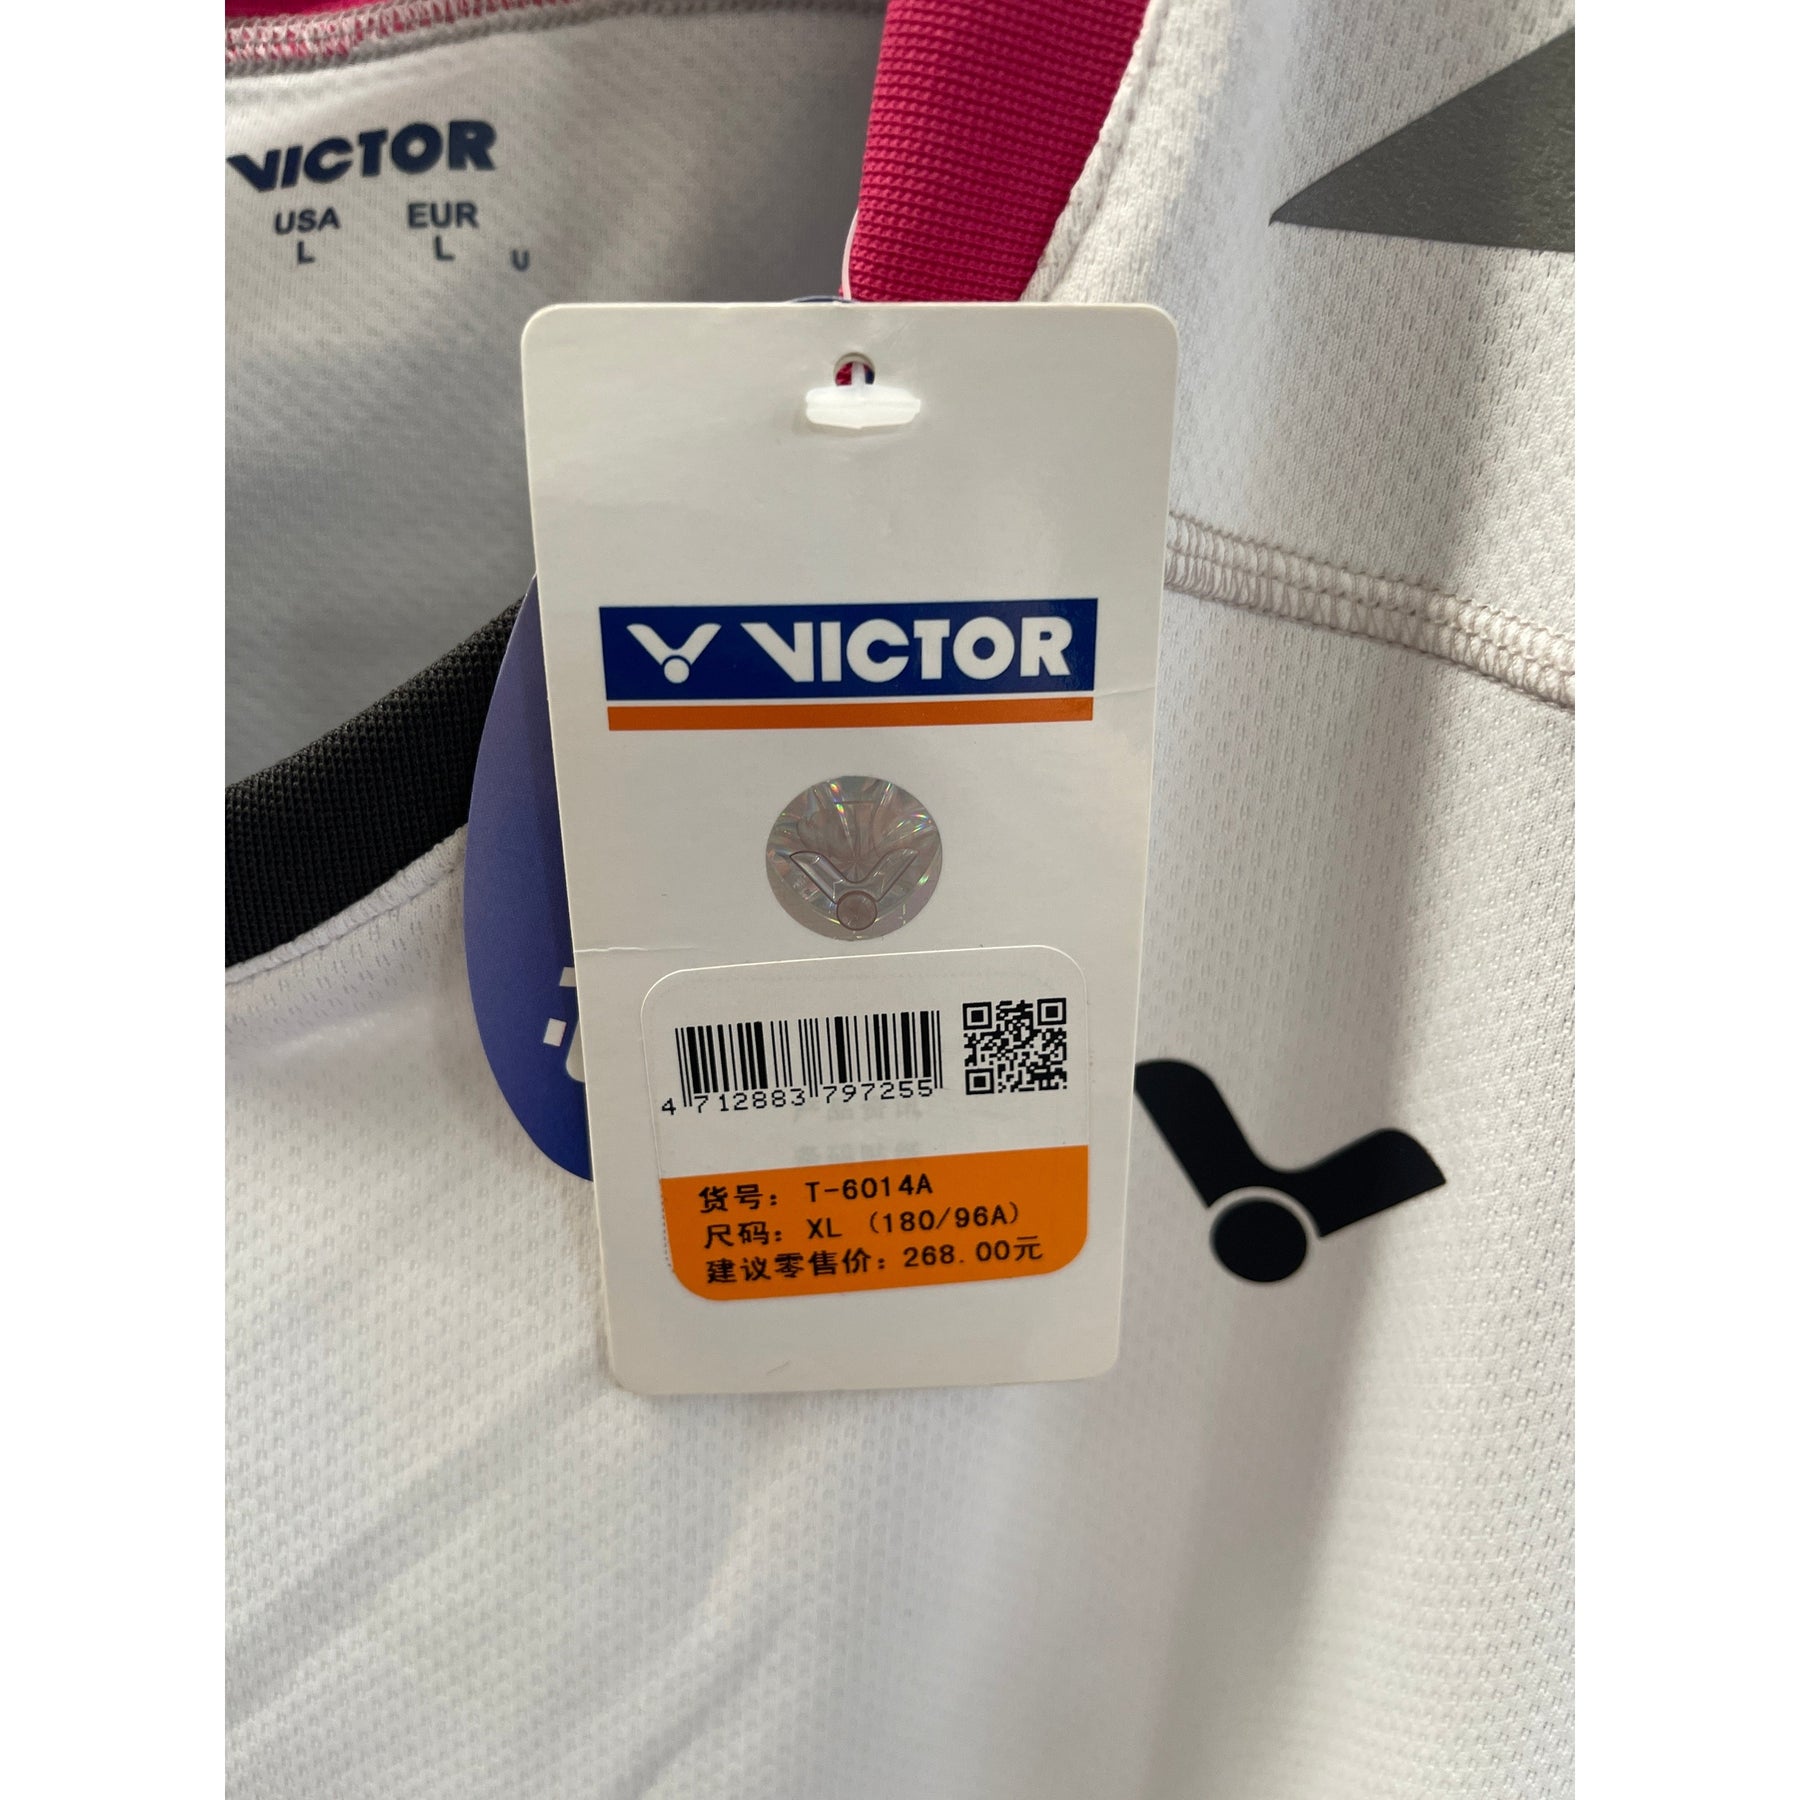 VICTOR
USA EUR
L L U
VICTOR
4 712883 797255
货号: T-6014A
尺码: XL (180/96A)
建议零售价: 268.00元